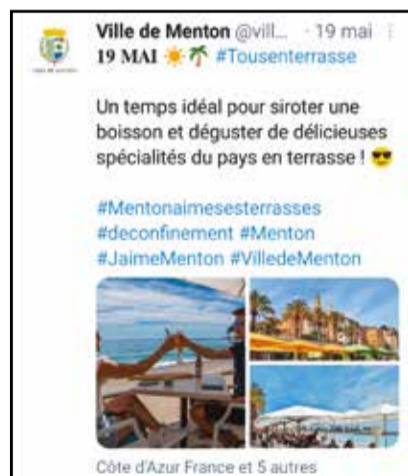 Ville de Menton @vill... · 19 mai
19 MAI ☀️🌴 #Tousenterrasse
Un temps idéal pour siroter une
boisson et déguster de délicieuses
spécialités du pays en terrasse ! 😎
#Mentonaimesesterrasses
#deconfinement #Menton
#JaimeMenton #VilledeMenton
Côte d'Azur France et 5 autres